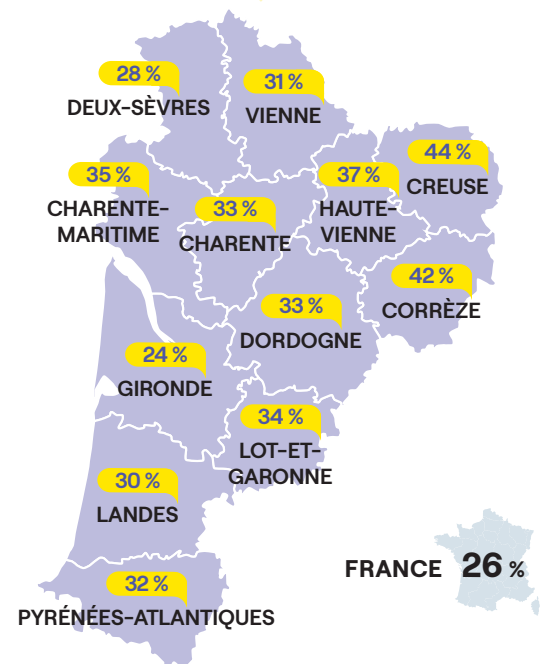 28 %
DEUX-SÈVRES
31 %
VIENNE
35 %
CHARENTE-
MARITIME
33 %
CHARENTE
37 %
HAUTE-
VIENNE
44 %
CREUSE
42 %
CORRÈZE
33 %
DORDOGNE
24 %
GIRONDE
34 %
LOT-ET-
GARONNE
30 %
LANDES
32 %
PYRÉNÉES-ATLANTIQUES
FRANCE 26 %